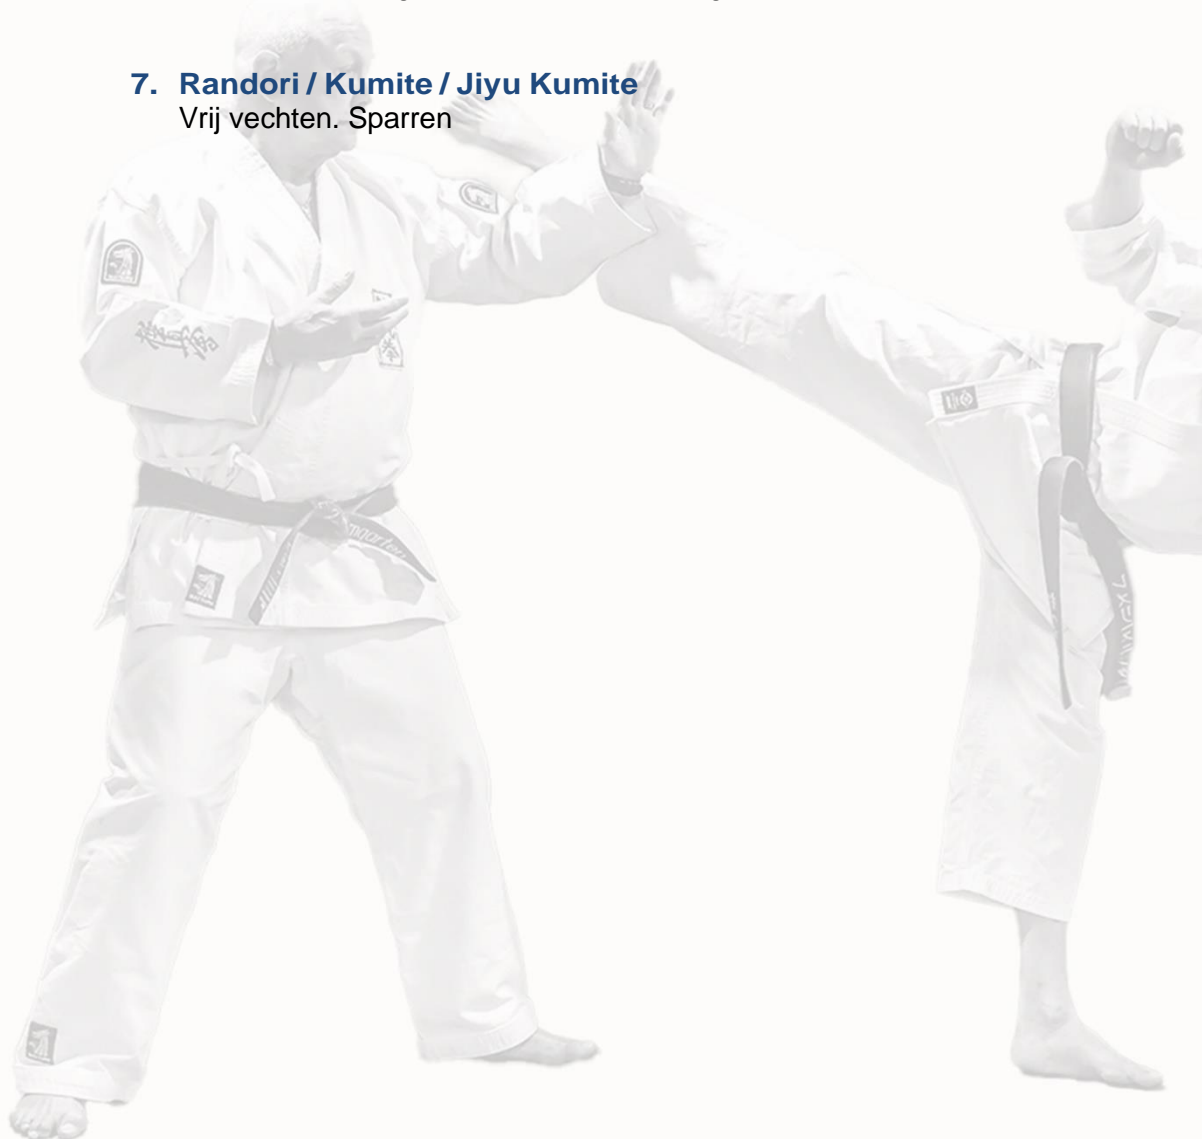 7. Randori / Kumite / Jiyu Kumite
Vrij vechten. Sparren